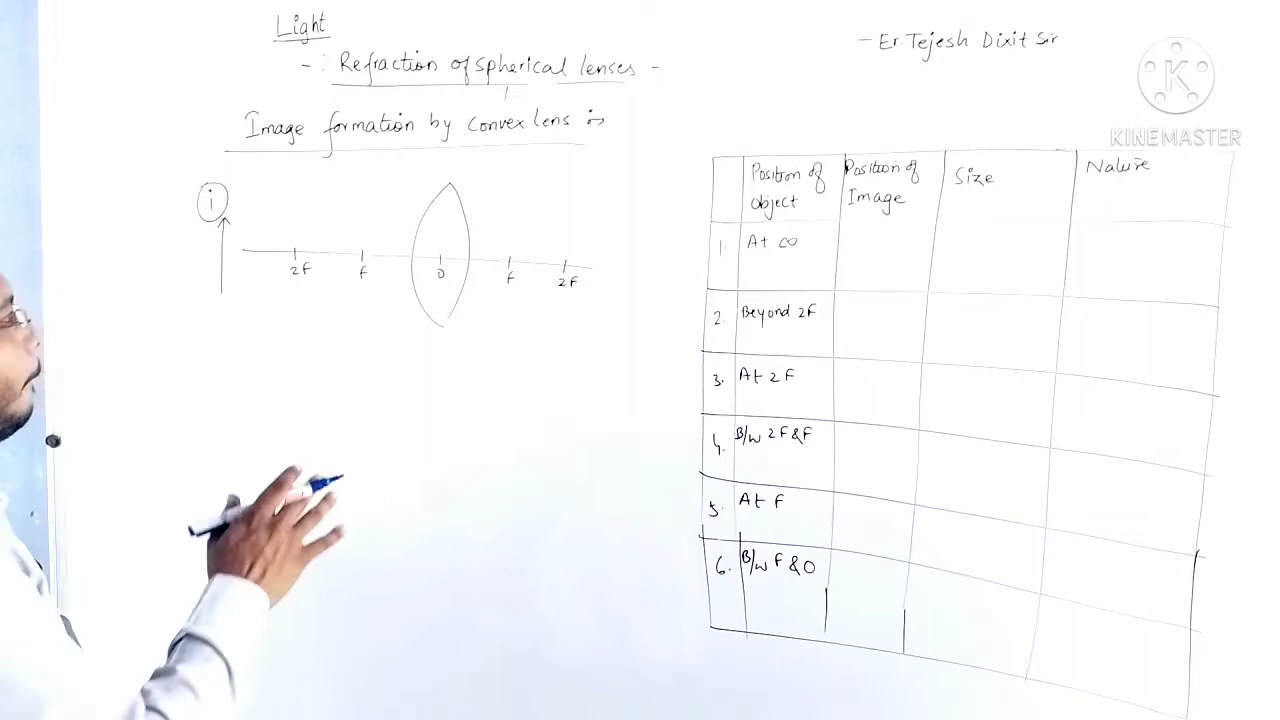 Light
- Er. Tejesh Dixit Sir
- : Refraction of spherical lenses -
Image formation by convex lens :-
KINEMASTER
i
2F F O F 2F
Position of Object
Position of Image
Size
Nature
1. At ∞
2. Beyond 2F
3. At 2F
4. B/w 2F & F
5. At F
6. B/w F & O